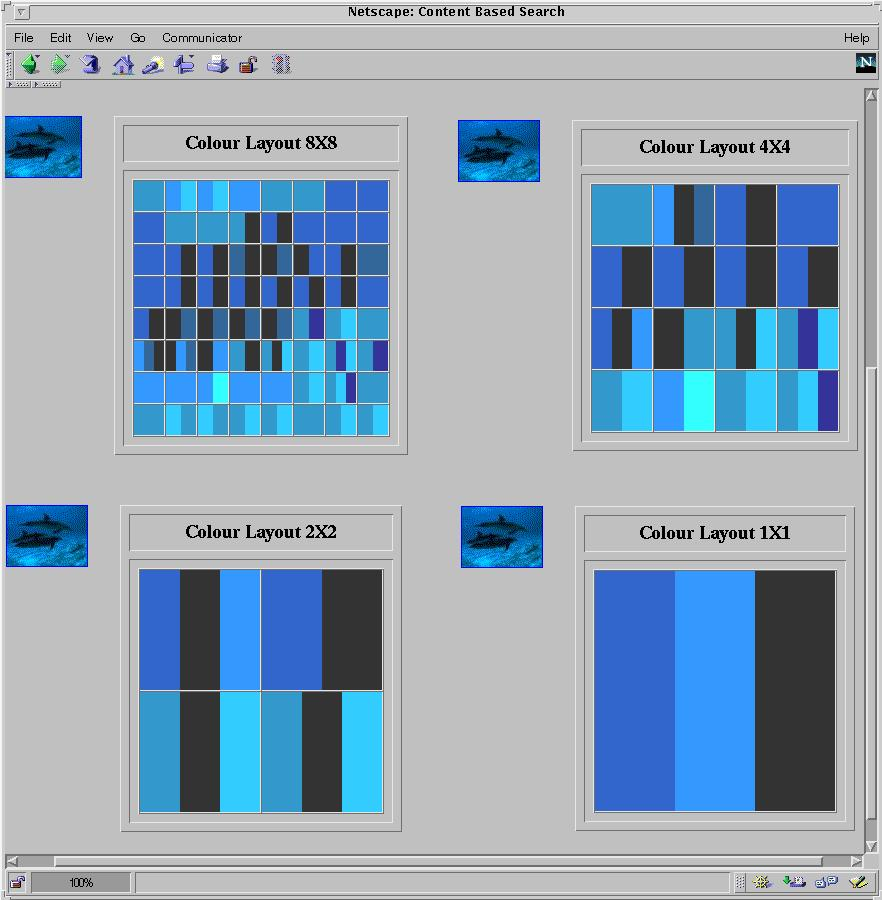 Netscape: Content Based Search
File Edit View Go Communicator Help
N
Colour Layout 8X8
Colour Layout 4X4
Colour Layout 2X2
Colour Layout 1X1
100%